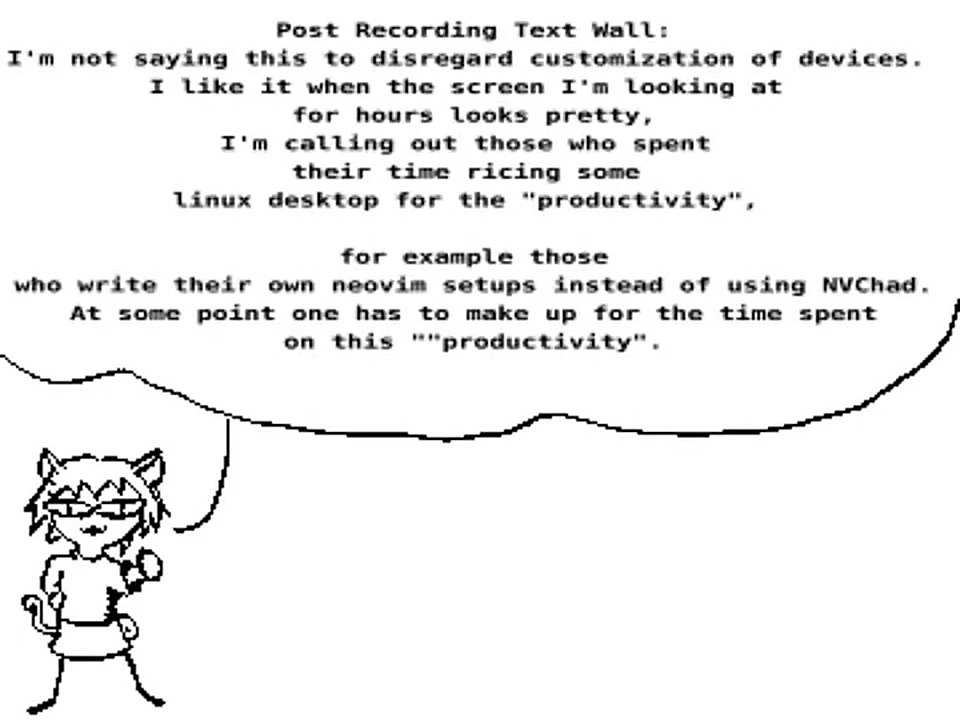 Post Recording Text Wall:
I'm not saying this to disregard customization of devices.
I like it when the screen I'm looking at
for hours looks pretty,
I'm calling out those who spent
their time ricing some
linux desktop for the "productivity",
for example those
who write their own neovim setups instead of using NVChad.
At some point one has to make up for the time spent
on this ""productivity".